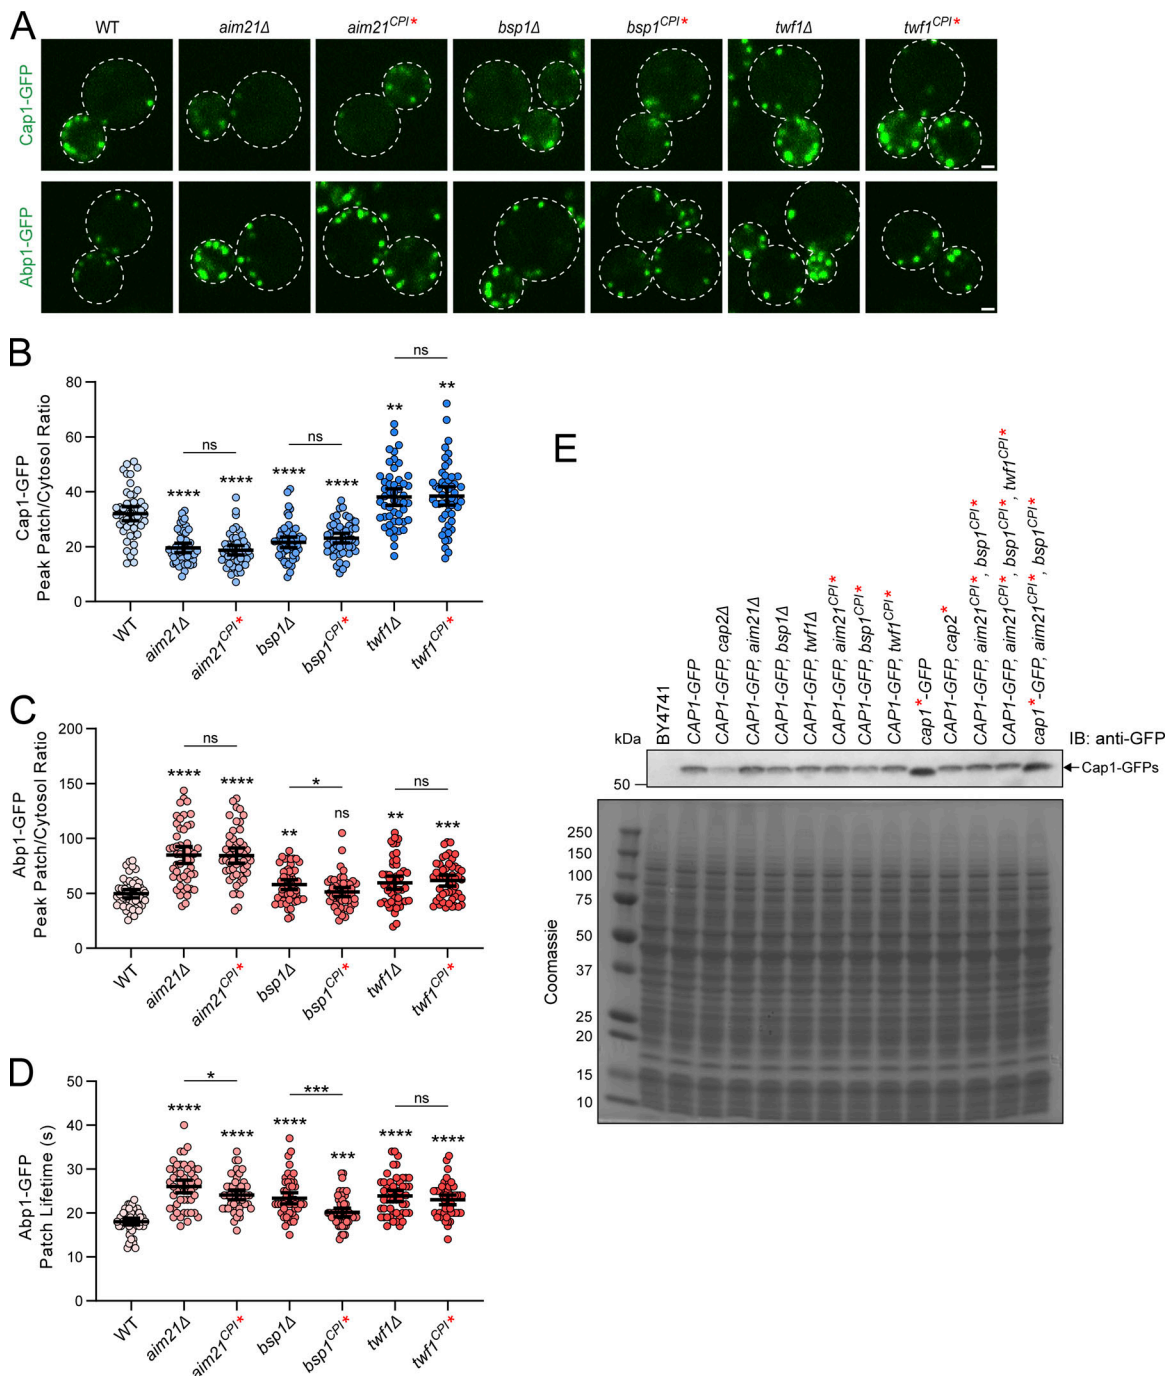 A
WT
aim21Δ
aim21CPI*
bsp1Δ
bsp1CPI*
twf1Δ
twf1CPI*
Cap1-GFP
Abp1-GFP
B
Cap1-GFP
Peak Patch/Cytosol Ratio
80
60
40
20
0
ns
ns
ns
****
****
****
****
**
**
WT
aim21Δ
aim21CPI*
bsp1Δ
bsp1CPI*
twf1Δ
twf1CPI*
C
Abp1-GFP
Peak Patch/Cytosol Ratio
200
150
100
50
0
ns
*
ns
****
****
**
ns
**
***
WT
aim21Δ
aim21CPI*
bsp1Δ
bsp1CPI*
twf1Δ
twf1CPI*
D
Abp1-GFP
Patch Lifetime (s)
50
40
30
20
10
0
*
***
ns
****
****
****
***
****
****
WT
aim21Δ
aim21CPI*
bsp1Δ
bsp1CPI*
twf1Δ
twf1CPI*
E
BY4741
CAP1-GFP
CAP1-GFP, cap2Δ
CAP1-GFP, aim21Δ
CAP1-GFP, bsp1Δ
CAP1-GFP, twf1Δ
CAP1-GFP, aim21CPI*
CAP1-GFP, bsp1CPI*
CAP1-GFP, twf1CPI*
cap1*-GFP
CAP1-GFP, cap2*
CAP1-GFP, aim21CPI*, bsp1CPI*
CAP1-GFP, aim21CPI*, bsp1CPI*, twf1CPI*
cap1*-GFP, aim21CPI*, bsp1CPI*
kDa
IB: anti-GFP
Cap1-GFPs
50
Coomassie
250
150
100
75
50
37
25
20
15
10